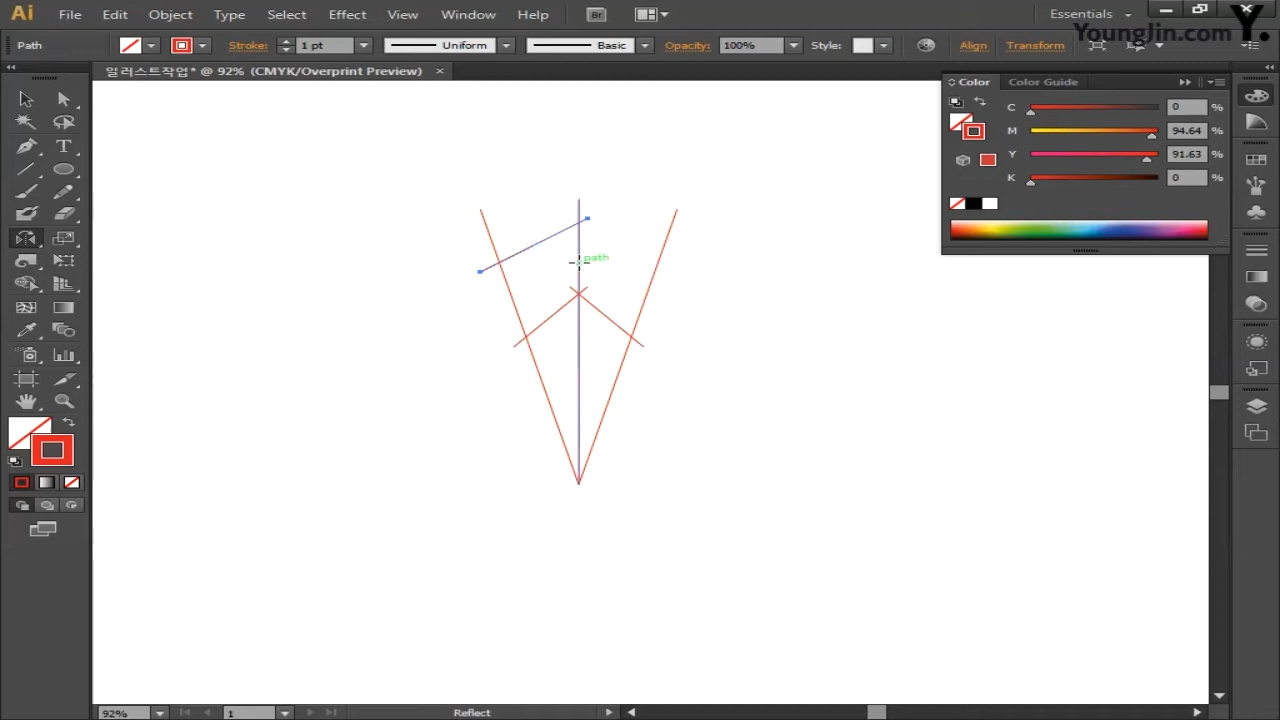 Ai File Edit Object Type Select Effect View Window Help Br Essentials
YoungJin.com Y.
Path Stroke: 1 pt Uniform Basic Opacity: 100% Style: Align Transform
일러스트작업* @ 92% (CMYK/Overprint Preview) ×
Color Color Guide
C 0 %
M 94.64 %
Y 91.63 %
K 0 %
T
path
92% 1 Reflect